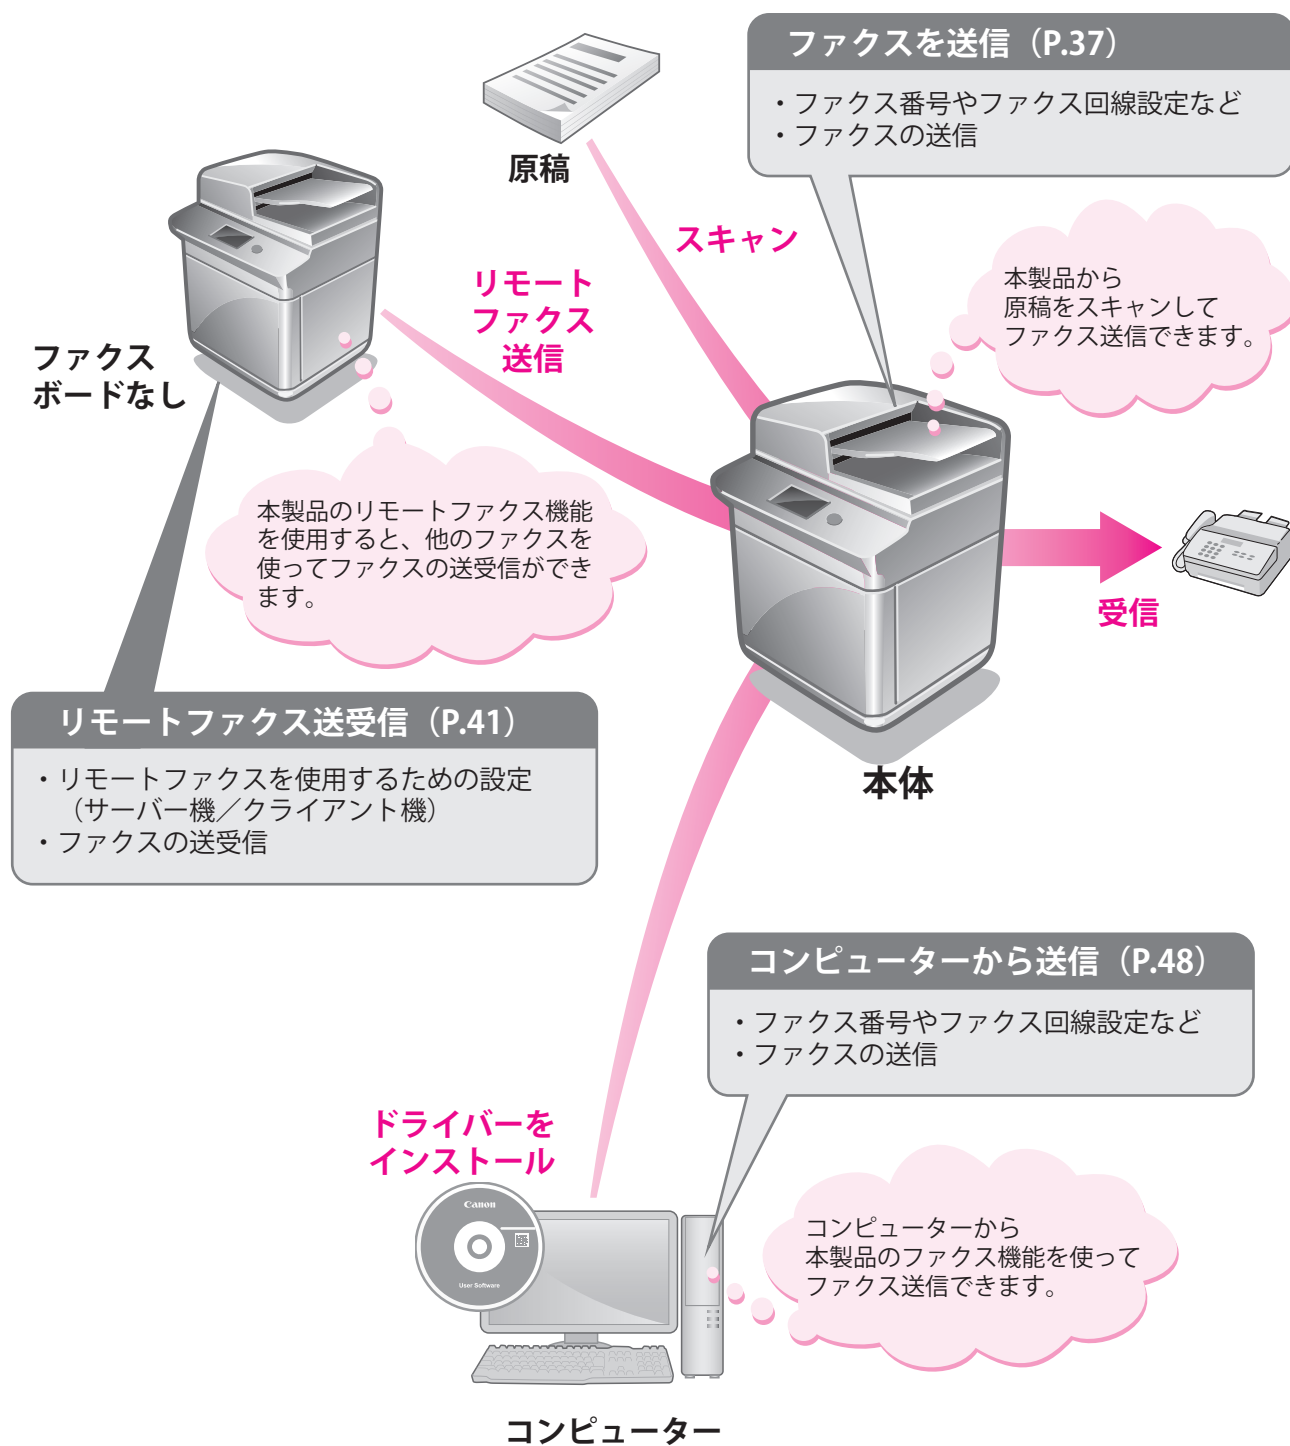 ファクスを送信（P.37）
・ファクス番号やファクス回線設定など
・ファクスの送信
原稿
スキャン
本製品から
原稿をスキャンして
ファクス送信できます。
リモート
ファクス
送信
ファクス
ボードなし
本製品のリモートファクス機能
を使用すると、他のファクスを
使ってファクスの送受信ができ
ます。
受信
リモートファクス送受信（P.41）
・リモートファクスを使用するための設定
（サーバー機／クライアント機）
・ファクスの送受信
本体
コンピューターから送信（P.48）
・ファクス番号やファクス回線設定など
・ファクスの送信
ドライバーを
インストール
Canon
User Software
コンピューターから
本製品のファクス機能を使って
ファクス送信できます。
コンピューター